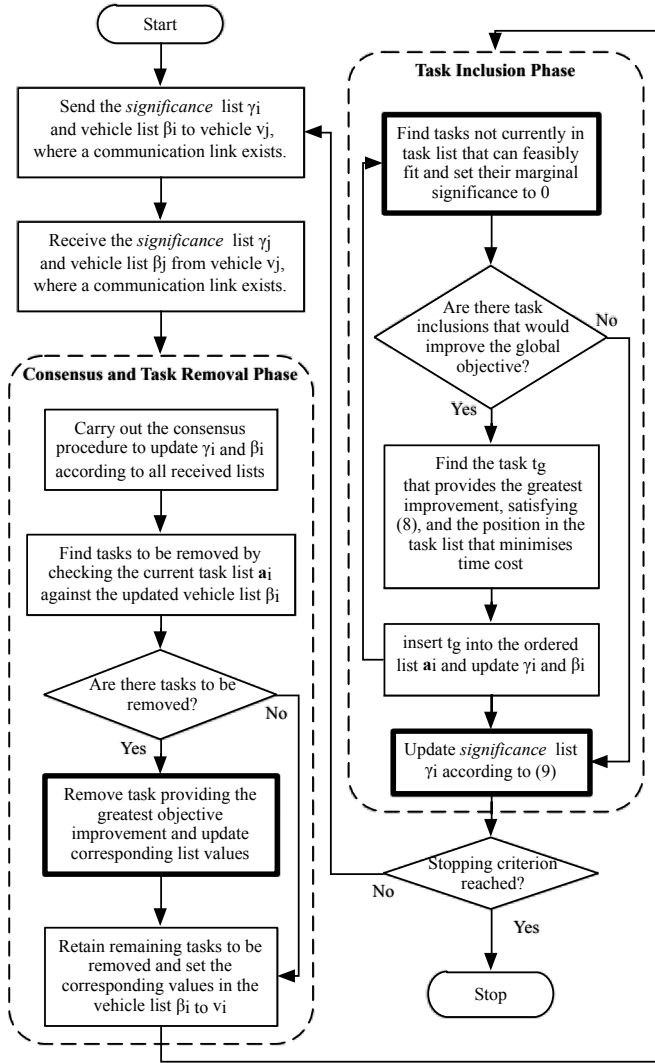 Start
Send the significance list γi
and vehicle list βi to vehicle vj,
where a communication link exists.
Receive the significance list γj
and vehicle list βj from vehicle vj,
where a communication link exists.
Consensus and Task Removal Phase
Carry out the consensus
procedure to update γi and βi
according to all received lists
Find tasks to be removed by
checking the current task list ai
against the updated vehicle list βi
Are there tasks to be
removed?
No
Yes
Remove task providing the
greatest objective
improvement and update
corresponding list values
Retain remaining tasks to be
removed and set the
corresponding values in the
vehicle list βi to vi
Task Inclusion Phase
Find tasks not currently in
task list that can feasibly
fit and set their marginal
significance to 0
Are there task
inclusions that would
improve the global
objective?
No
Yes
Find the task tg
that provides the greatest
improvement, satisfying
(8), and the position in the
task list that minimises
time cost
insert tg into the ordered
list ai and update γi and βi
Update significance list
γi according to (9)
Stopping criterion
reached?
No
Yes
Stop